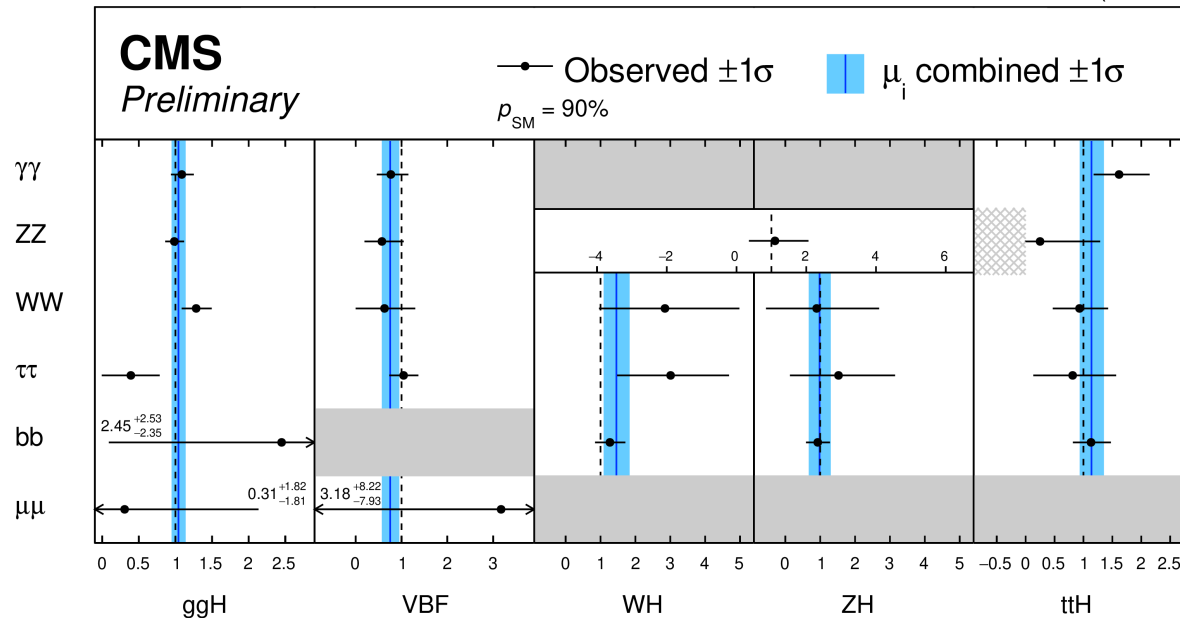 CMS
Preliminary
Observed ±1σ
μi combined ±1σ
pSM = 90%
γγ
ZZ
−4 −2 0 2 4 6
WW
ττ
bb
2.45 +2.53 −2.35
μμ
0.31 +1.82 −1.81
3.18 +8.22 −7.93
0 0.5 1 1.5 2 2.5
0 1 2 3
0 1 2 3 4 5
0 1 2 3 4 5
−0.5 0 0.5 1 1.5 2 2.5
ggH
VBF
WH
ZH
ttH